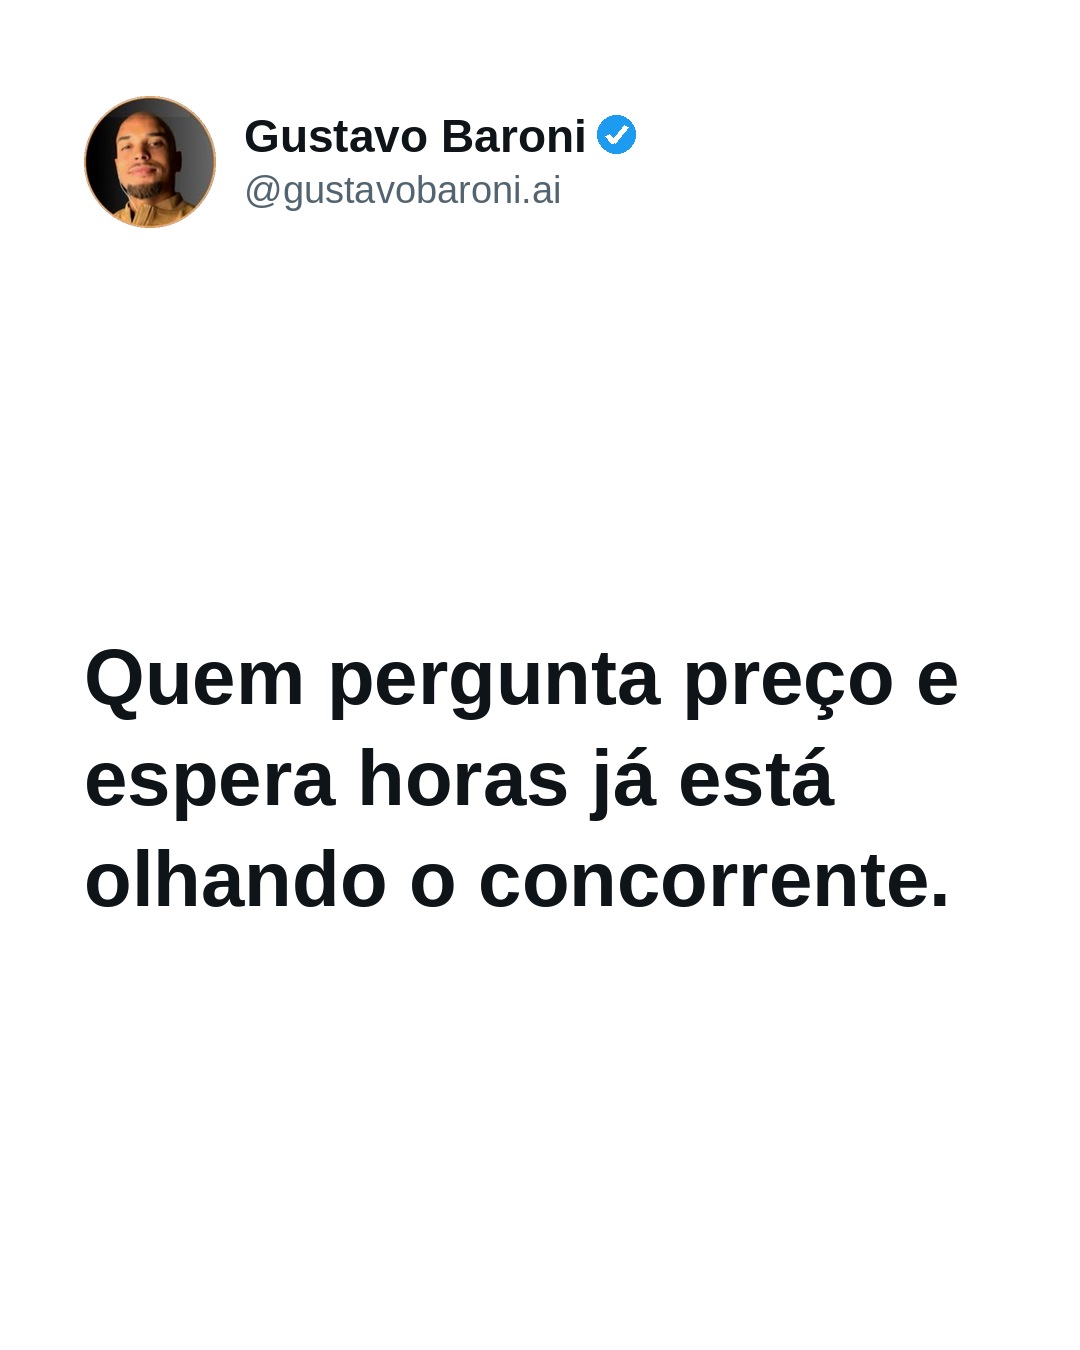 Gustavo Baroni
@gustavobaroni.ai
Quem pergunta preço e
espera horas já está
olhando o concorrente.